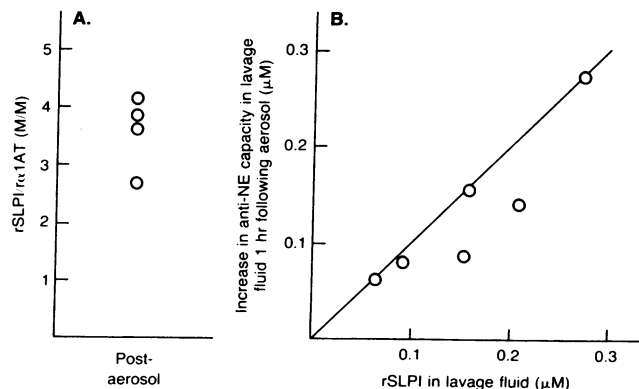 A.
5
4
3
2
1
rSLPI/rα1AT (M/M)
Post-
aerosol
B.
0.3
0.2
0.1
Increase in anti-NE capacity in lavage
fluid 1 hr following aerosol (μM)
0.1 0.2 0.3
rSLPI in lavage fluid (μM)